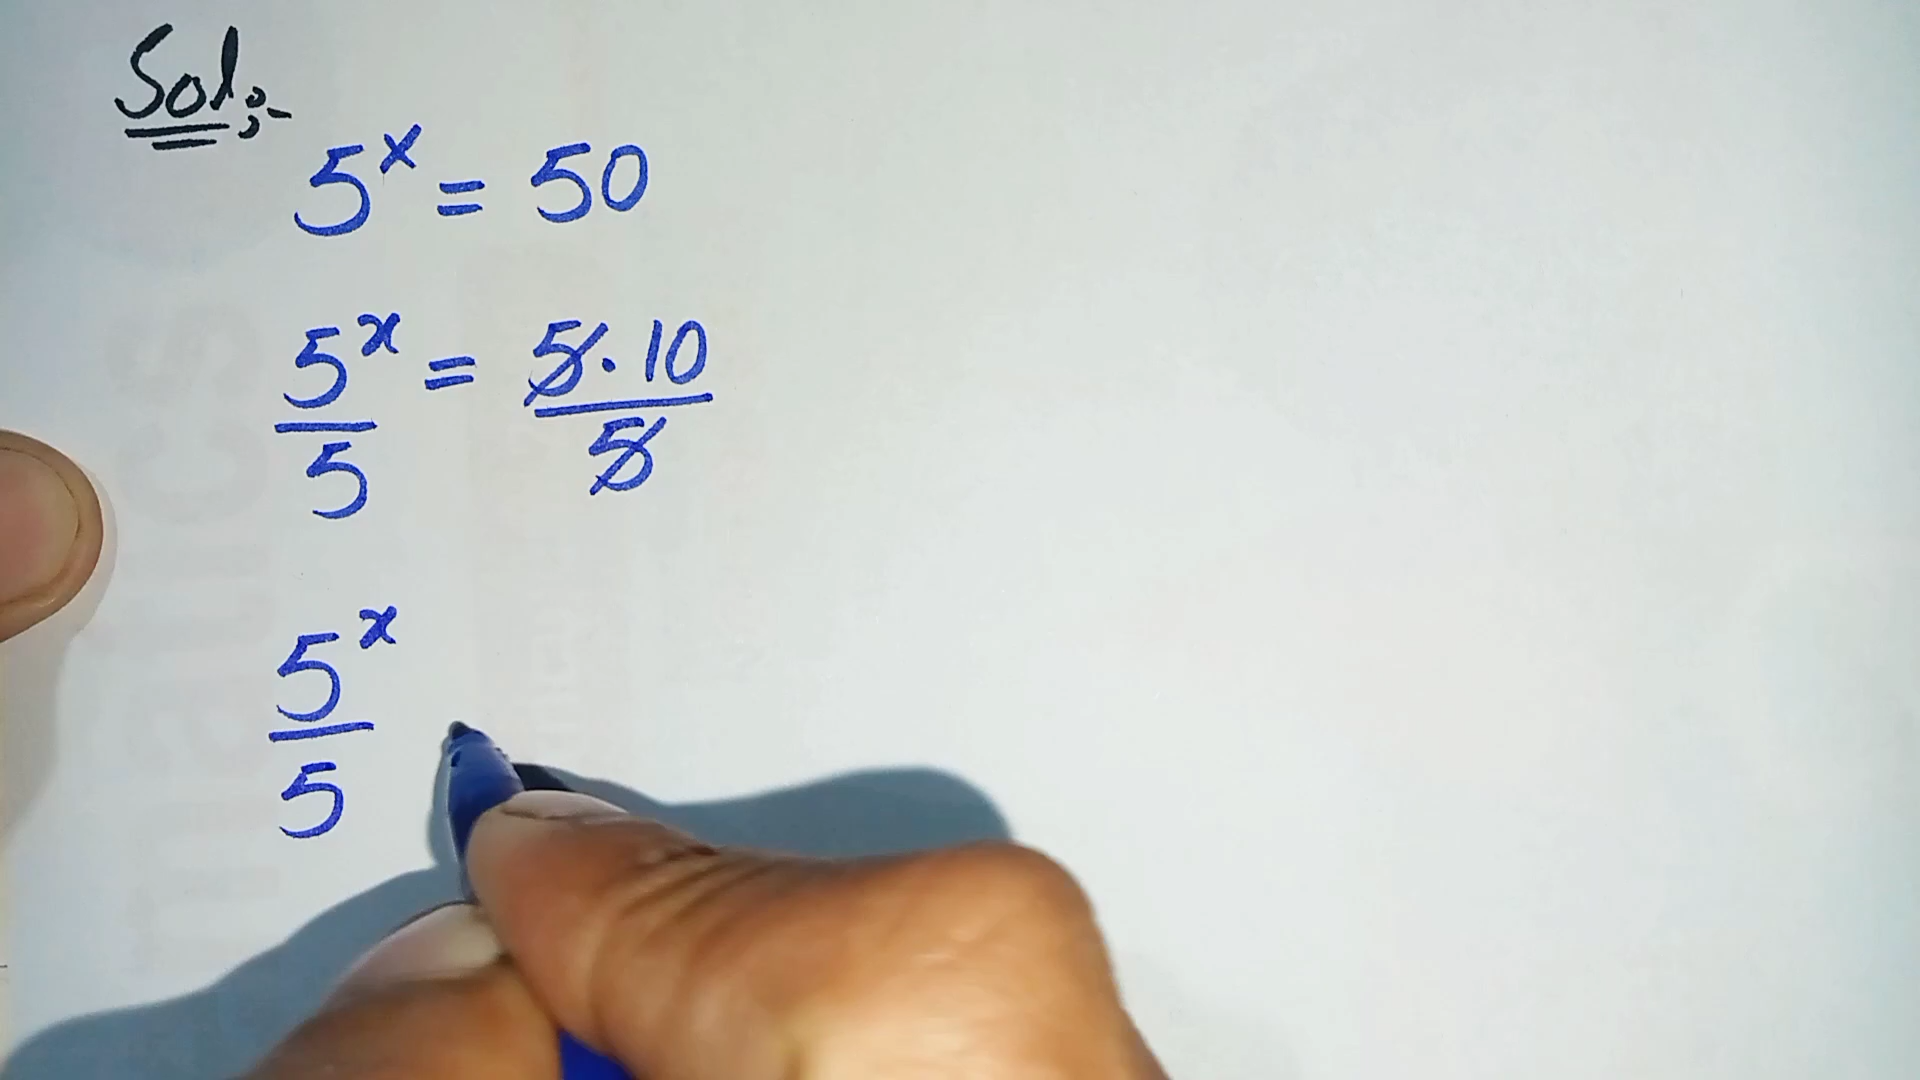 Sol:-
5^x = 50
5^x/5 = 5·10/5
5^x/5